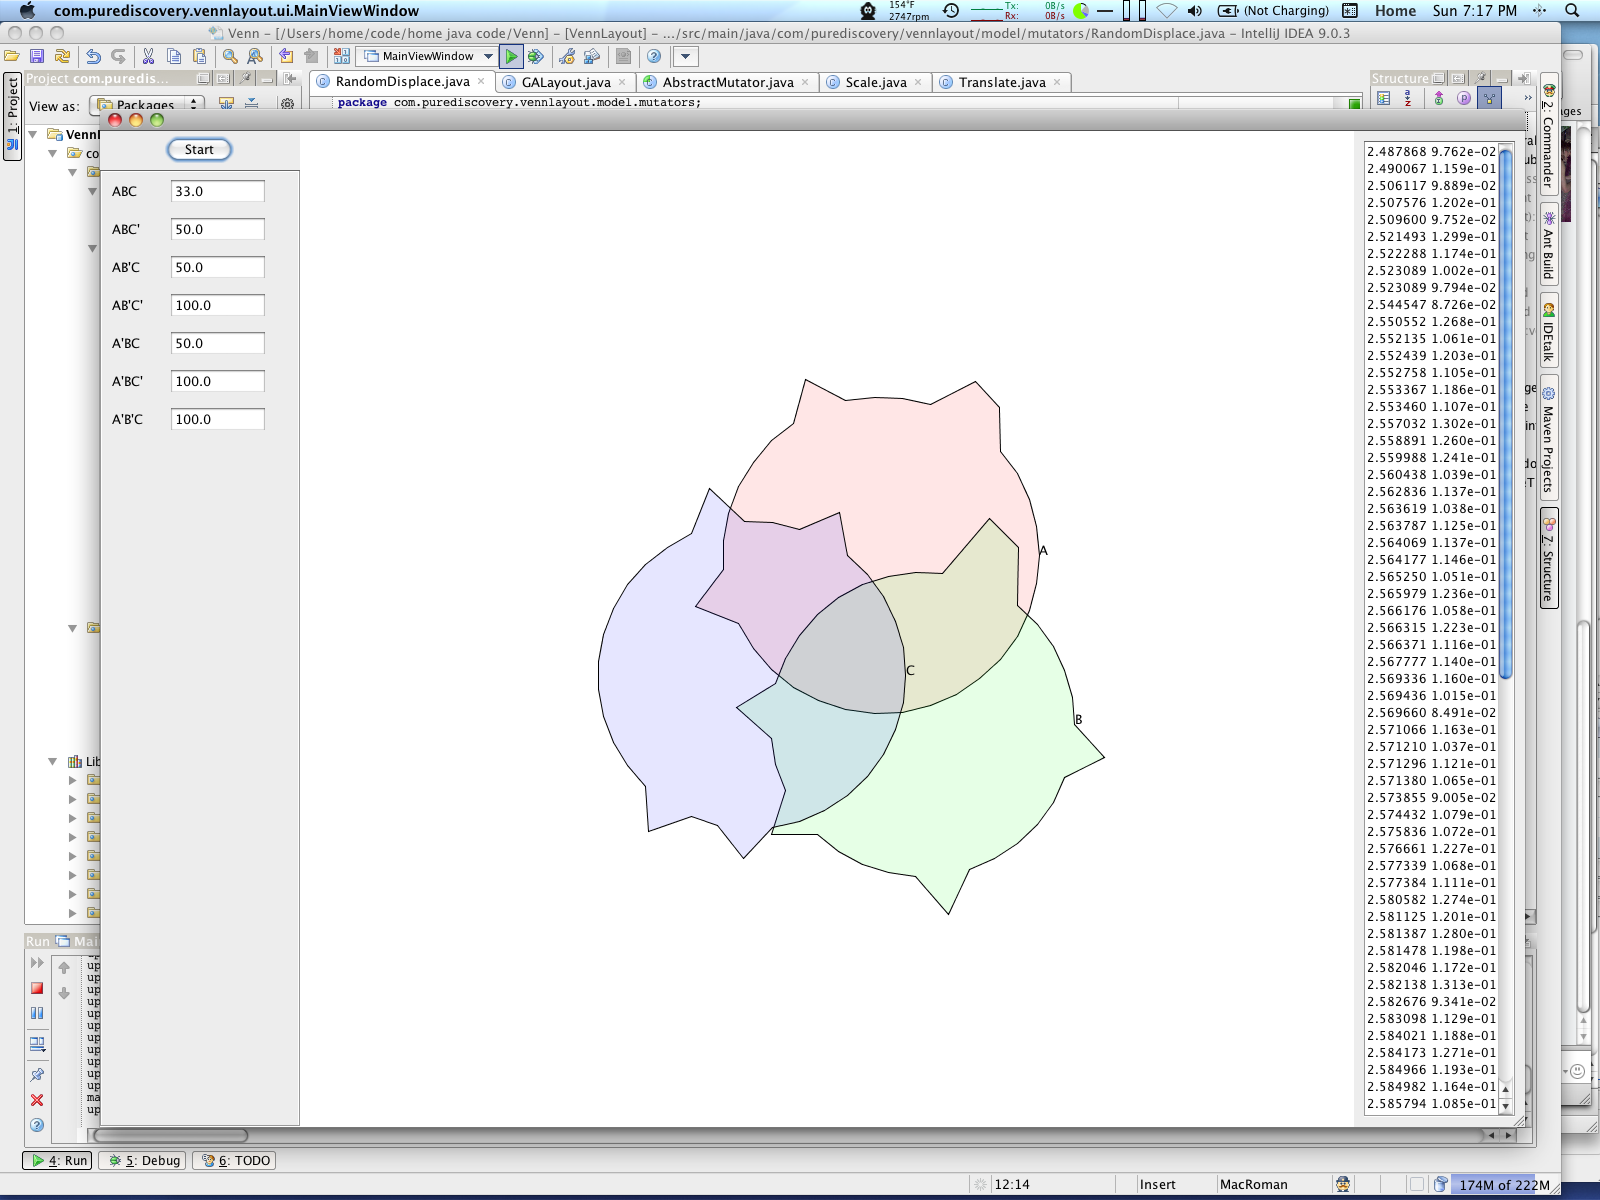 com.purediscovery.vennlayout.ui.MainViewWindow
154°F
2747rpm
Tx: 0B/s
Rx: 0B/s
(Not Charging)
Home
Sun 7:17 PM
Venn – [/Users/home/code/home java code/Venn] – [VennLayout] – .../src/main/java/com/purediscovery/vennlayout/model/mutators/RandomDisplace.java – IntelliJ IDEA 9.0.3
MainViewWindow
Project com.puredis...
RandomDisplace.java
GALayout.java
AbstractMutator.java
Scale.java
Translate.java
Structure
View as:
Packages
package com.purediscovery.vennlayout.model.mutators;
1: Project
2: Commander
Ant Build
IDEtalk
Maven Projects
7: Structure
Start
ABC 33.0
ABC' 50.0
AB'C 50.0
AB'C' 100.0
A'BC 50.0
A'BC' 100.0
A'B'C 100.0
A
C
B
2.487868 9.762e-02
2.490067 1.159e-01
2.506117 9.889e-02
2.507576 1.202e-01
2.509600 9.752e-02
2.521493 1.299e-01
2.522288 1.174e-01
2.523089 1.002e-01
2.523089 9.794e-02
2.544547 8.726e-02
2.550552 1.268e-01
2.552135 1.061e-01
2.552439 1.203e-01
2.552758 1.105e-01
2.553367 1.186e-01
2.553460 1.107e-01
2.557032 1.302e-01
2.558891 1.260e-01
2.559988 1.241e-01
2.560438 1.039e-01
2.562836 1.137e-01
2.563619 1.038e-01
2.563787 1.125e-01
2.564069 1.137e-01
2.564177 1.146e-01
2.565250 1.051e-01
2.565979 1.236e-01
2.566176 1.058e-01
2.566315 1.223e-01
2.566371 1.116e-01
2.567777 1.140e-01
2.569336 1.160e-01
2.569436 1.015e-01
2.569660 8.491e-02
2.571066 1.163e-01
2.571210 1.037e-01
2.571296 1.121e-01
2.571380 1.065e-01
2.573855 9.005e-02
2.574432 1.079e-01
2.575836 1.072e-01
2.576661 1.227e-01
2.577339 1.068e-01
2.577384 1.111e-01
2.580582 1.274e-01
2.581125 1.201e-01
2.581387 1.280e-01
2.581478 1.198e-01
2.582046 1.172e-01
2.582138 1.313e-01
2.582676 9.341e-02
2.583098 1.129e-01
2.584021 1.188e-01
2.584173 1.271e-01
2.584966 1.193e-01
2.584982 1.164e-01
2.585794 1.085e-01
Run
4: Run
5: Debug
6: TODO
12:14
Insert
MacRoman
174M of 222M